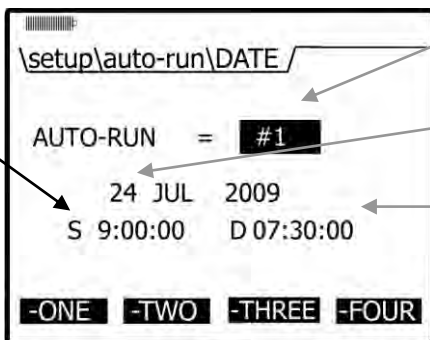 \setup\auto-run\DATE /
AUTO-RUN = #1
24 JUL 2009
S 9:00:00 D 07:30:00
-ONE -TWO -THREE -FOUR